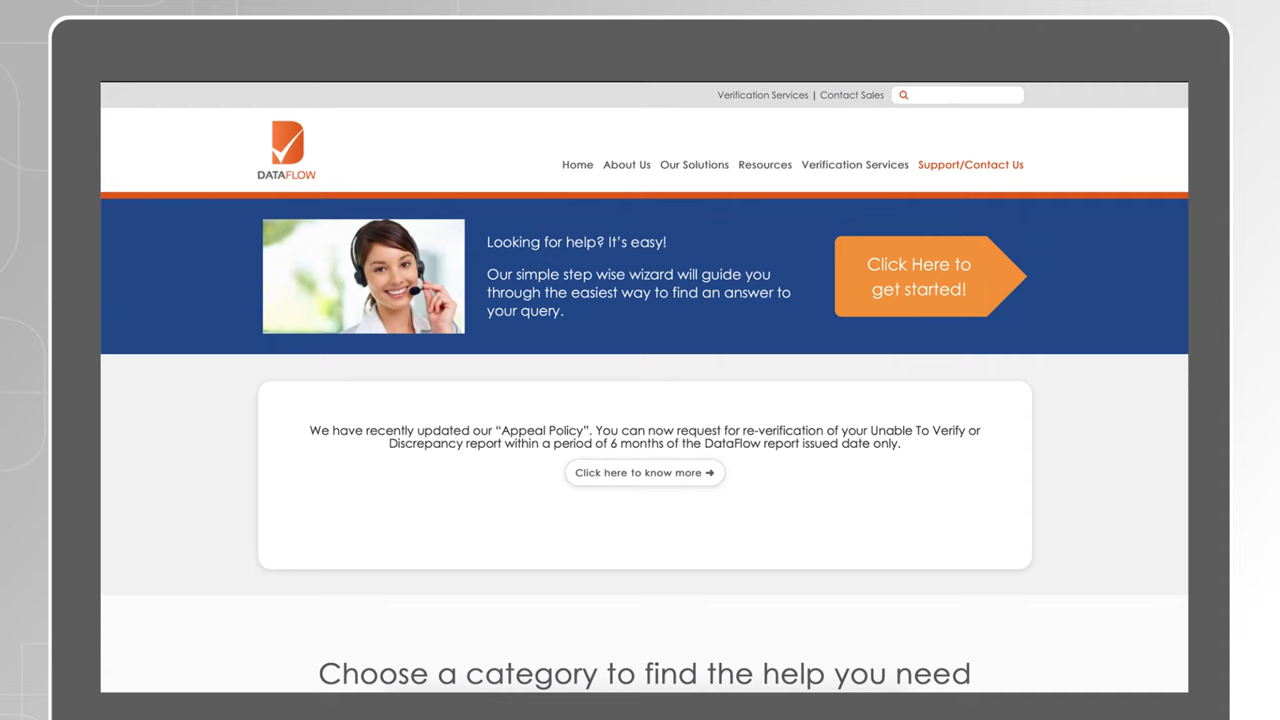 Verification Services | Contact Sales
DATAFLOW
Home About Us Our Solutions Resources Verification Services Support/Contact Us
Looking for help? It's easy!
Our simple step wise wizard will guide you
through the easiest way to find an answer to
your query.
Click Here to
get started!
We have recently updated our “Appeal Policy”. You can now request for re-verification of your Unable To Verify or
Discrepancy report within a period of 6 months of the DataFlow report issued date only.
Click here to know more ➔
Choose a category to find the help you need